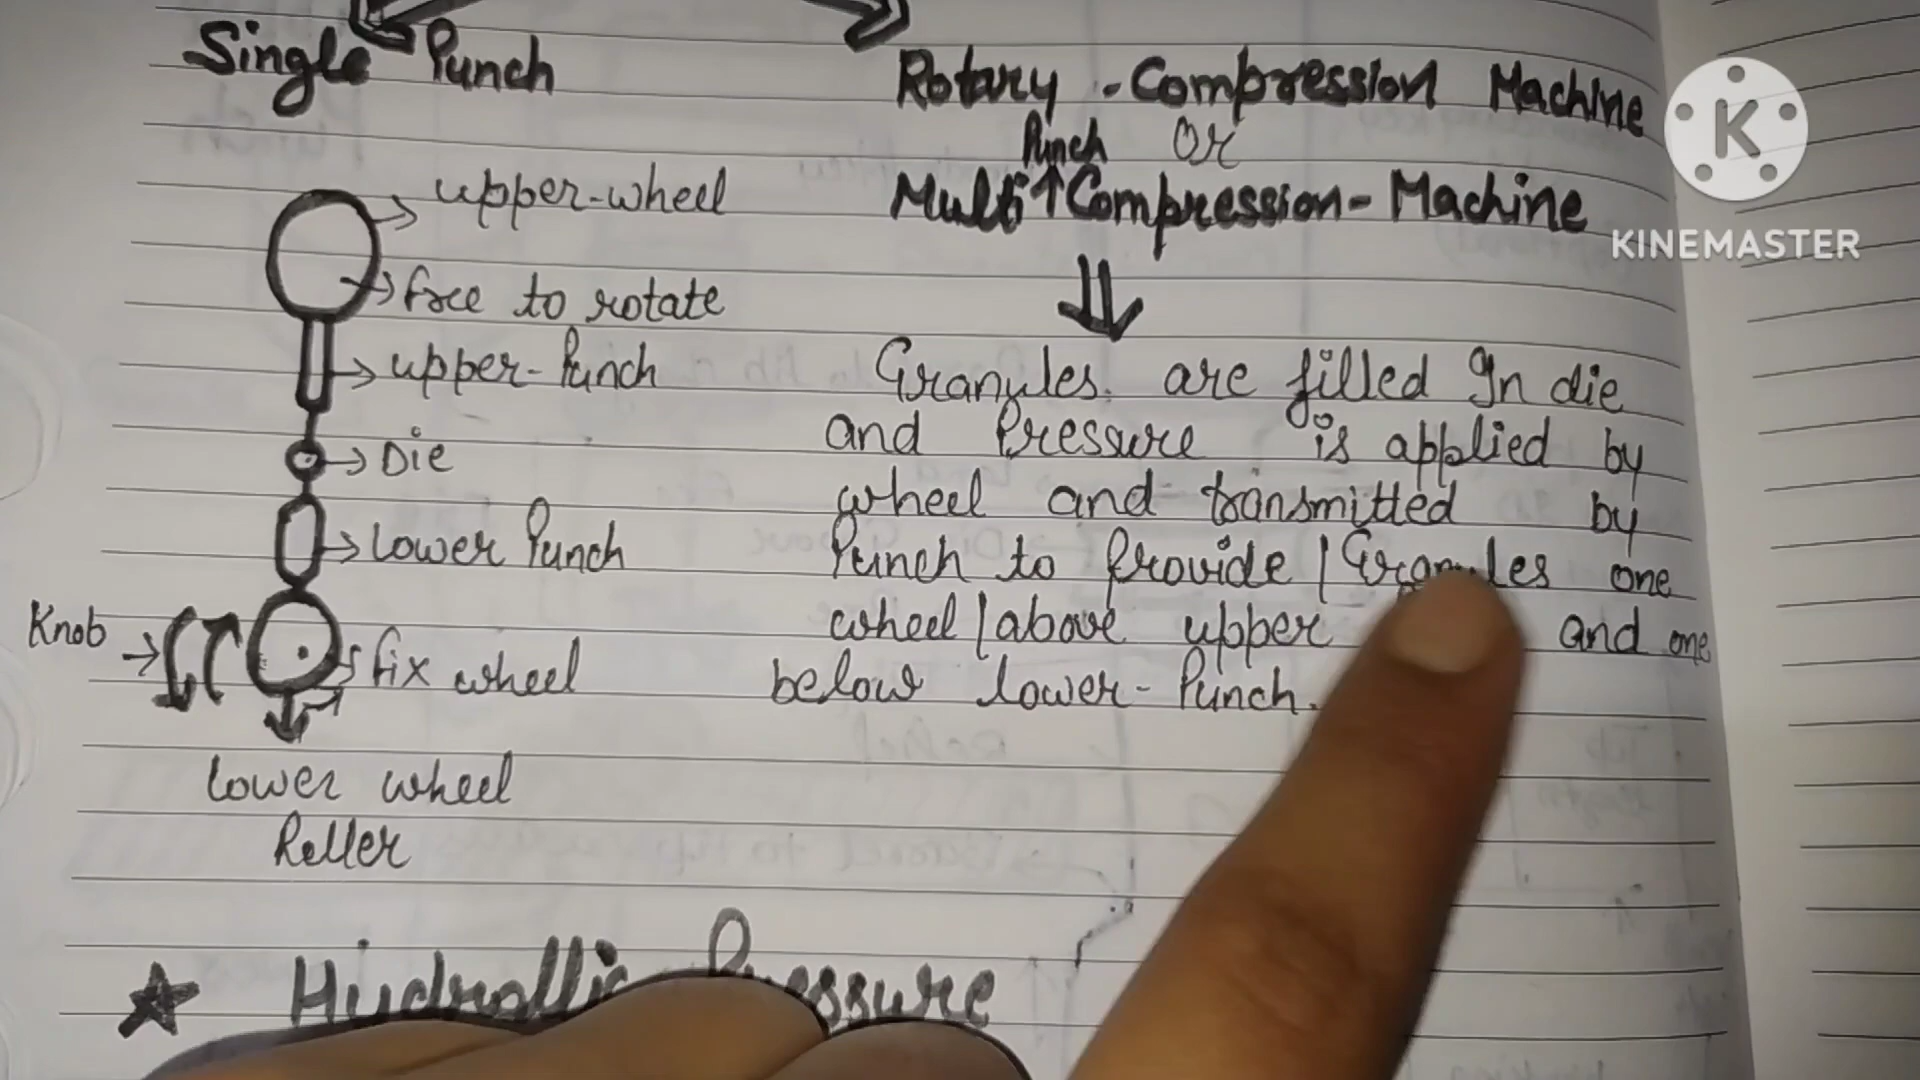 Single Punch
Rotary - Compression Machine
Punch Or
Multi↑Compression - Machine
upper-wheel
free to rotate
upper-Punch
Die
Lower Punch
Knob
fix wheel
lower wheel
Roller
Granules are filled In die
and Pressure is applied by
wheel and transmitted by
Punch to Provide | Granules one
wheel | above upper and one
below lower-Punch.
Hydrollic Pressure
K
KINEMASTER